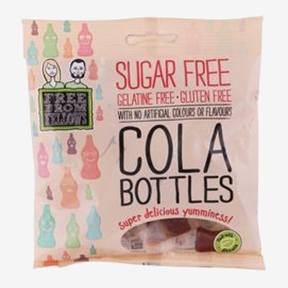 FREE
FROM
FELLOWS
SUGAR FREE
GELATINE FREE • GLUTEN FREE
WITH NO ARTIFICIAL COLOURS OR FLAVOURS
COLA
BOTTLES
Super delicious yumminess!